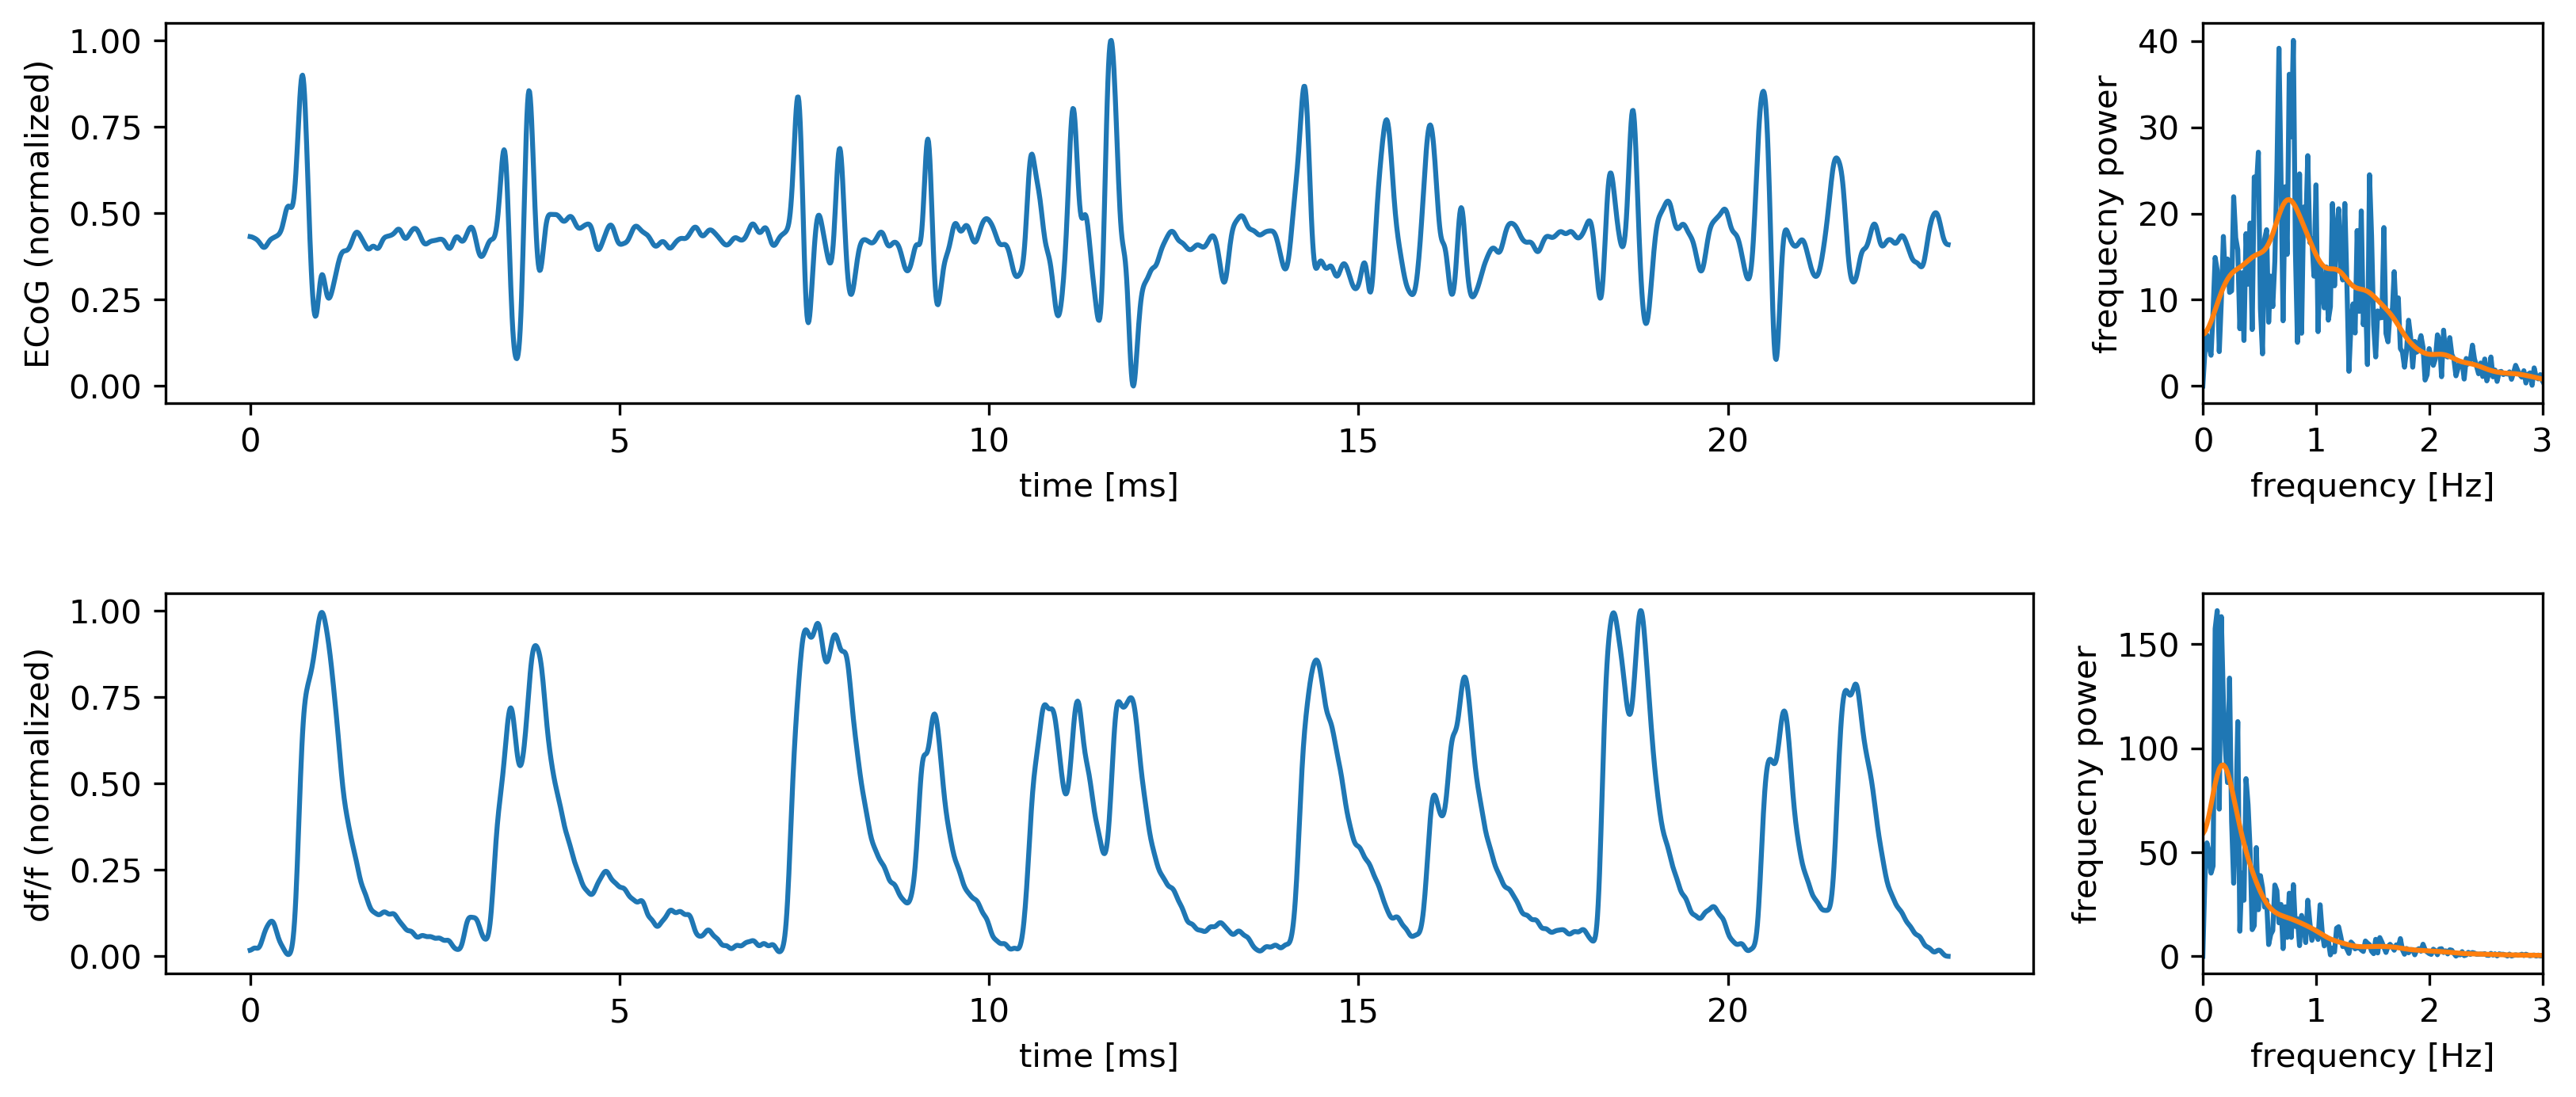 ECoG (normalized)
1.00
0.75
0.50
0.25
0.00
0 5 10 15 20
time [ms]
frequecny power
40
30
20
10
0
0 1 2 3
frequency [Hz]
df/f (normalized)
1.00
0.75
0.50
0.25
0.00
0 5 10 15 20
time [ms]
frequecny power
150
100
50
0
0 1 2 3
frequency [Hz]